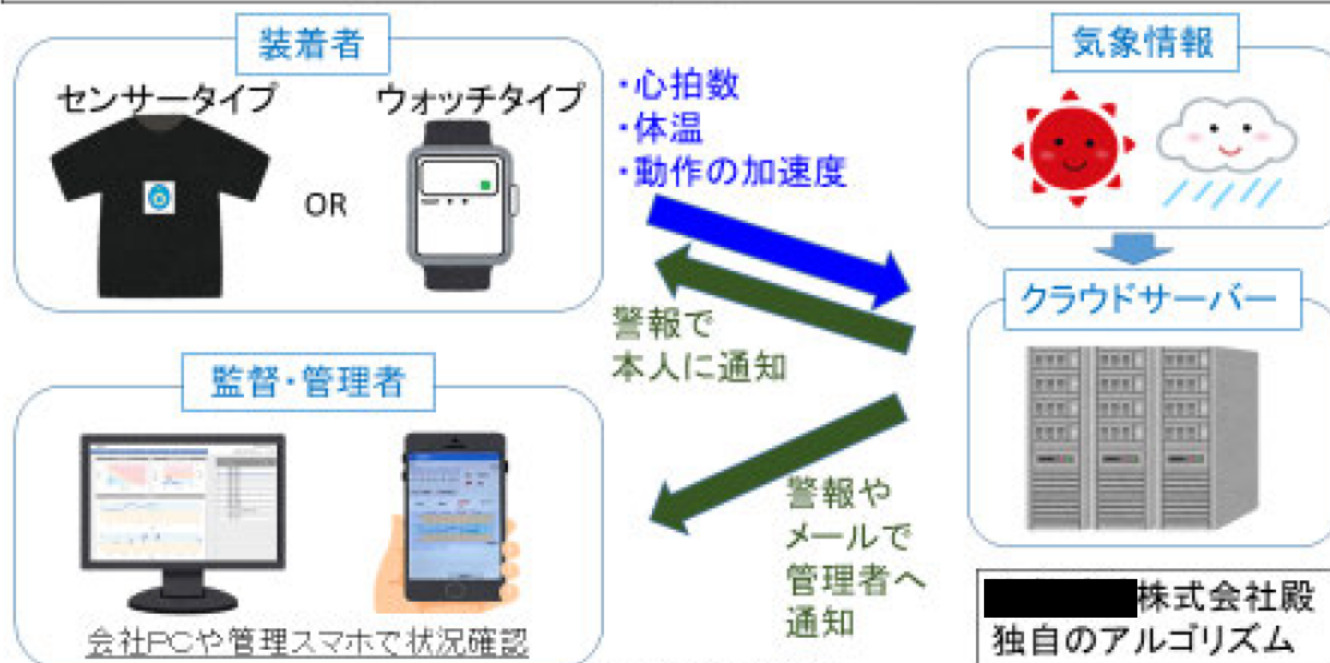 装着者
センサータイプ
ウォッチタイプ
OR
・心拍数
・体温
・動作の加速度
気象情報
クラウドサーバー
警報で
本人に通知
監督・管理者
警報や
メールで
管理者へ
通知
会社PCや管理スマホで状況確認
株式会社殿
独自のアルゴリズム